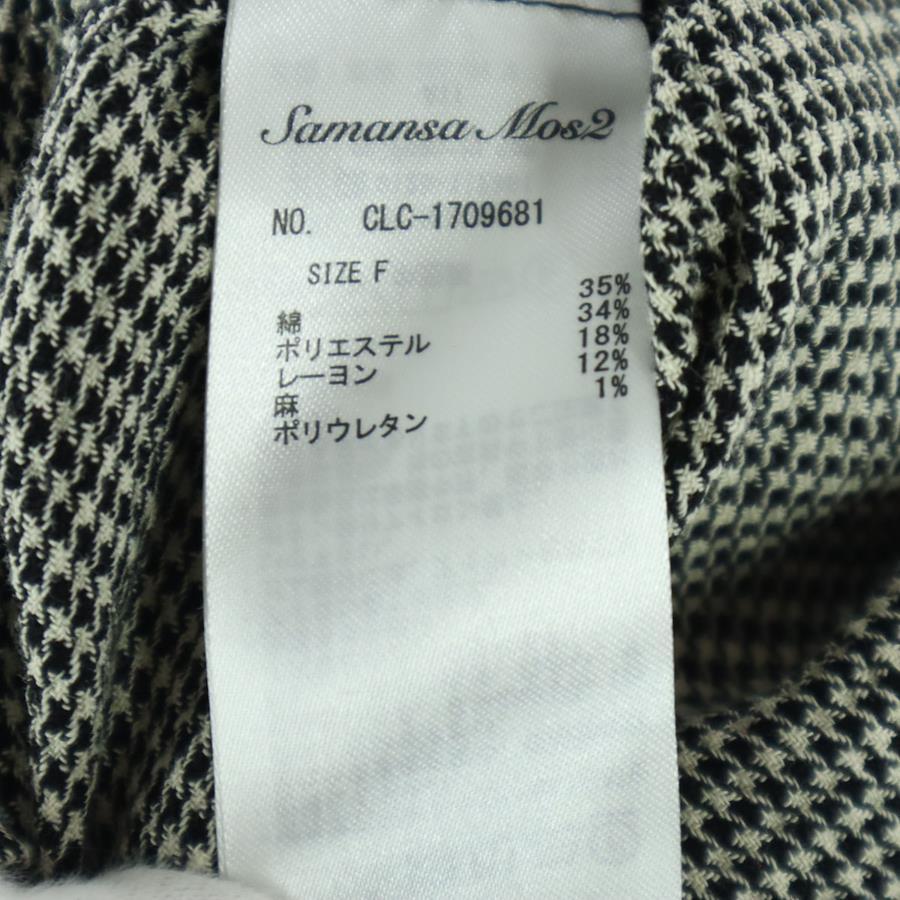 Samansa Mos2
NO. CLC-1709681
SIZE F
綿 35%
ポリエステル 34%
レーヨン 18%
麻 12%
ポリウレタン 1%